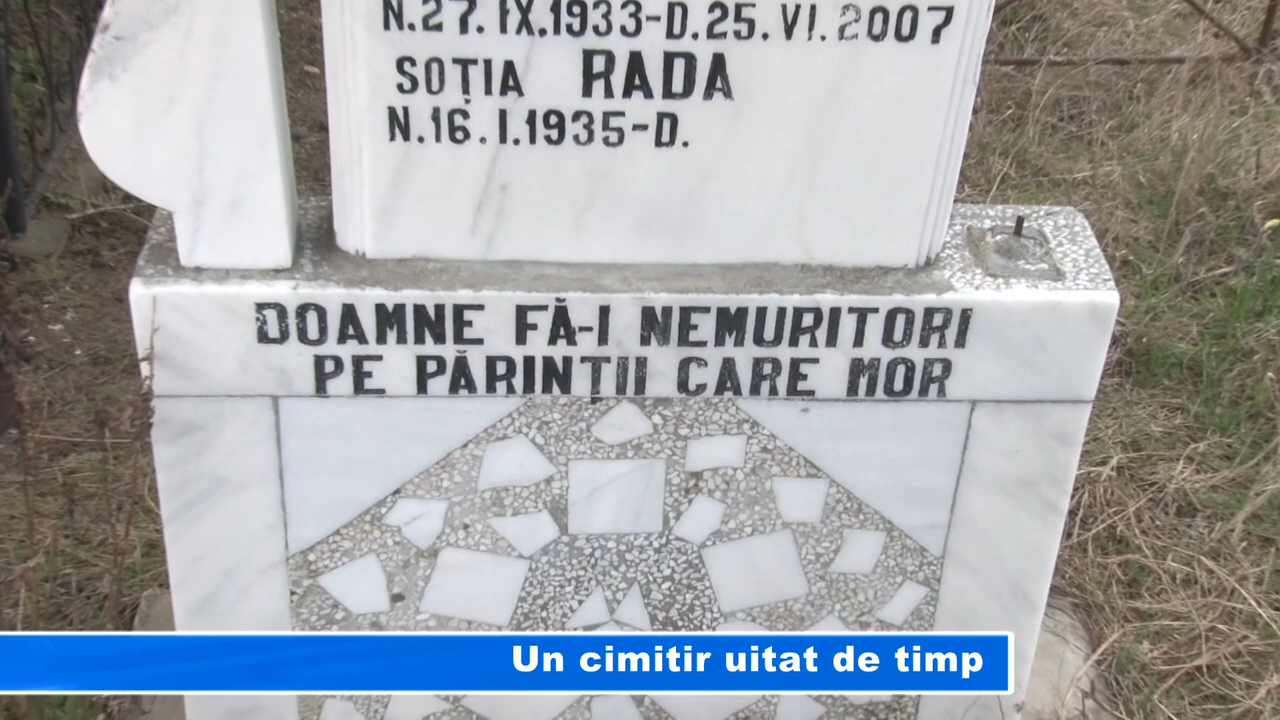 N.27.IX.1933-D.25.VI.2007
SOȚIA RADA
N.16.I.1935-D.
DOAMNE FĂ-I NEMURITORI
PE PĂRINȚII CARE MOR
Un cimitir uitat de timp